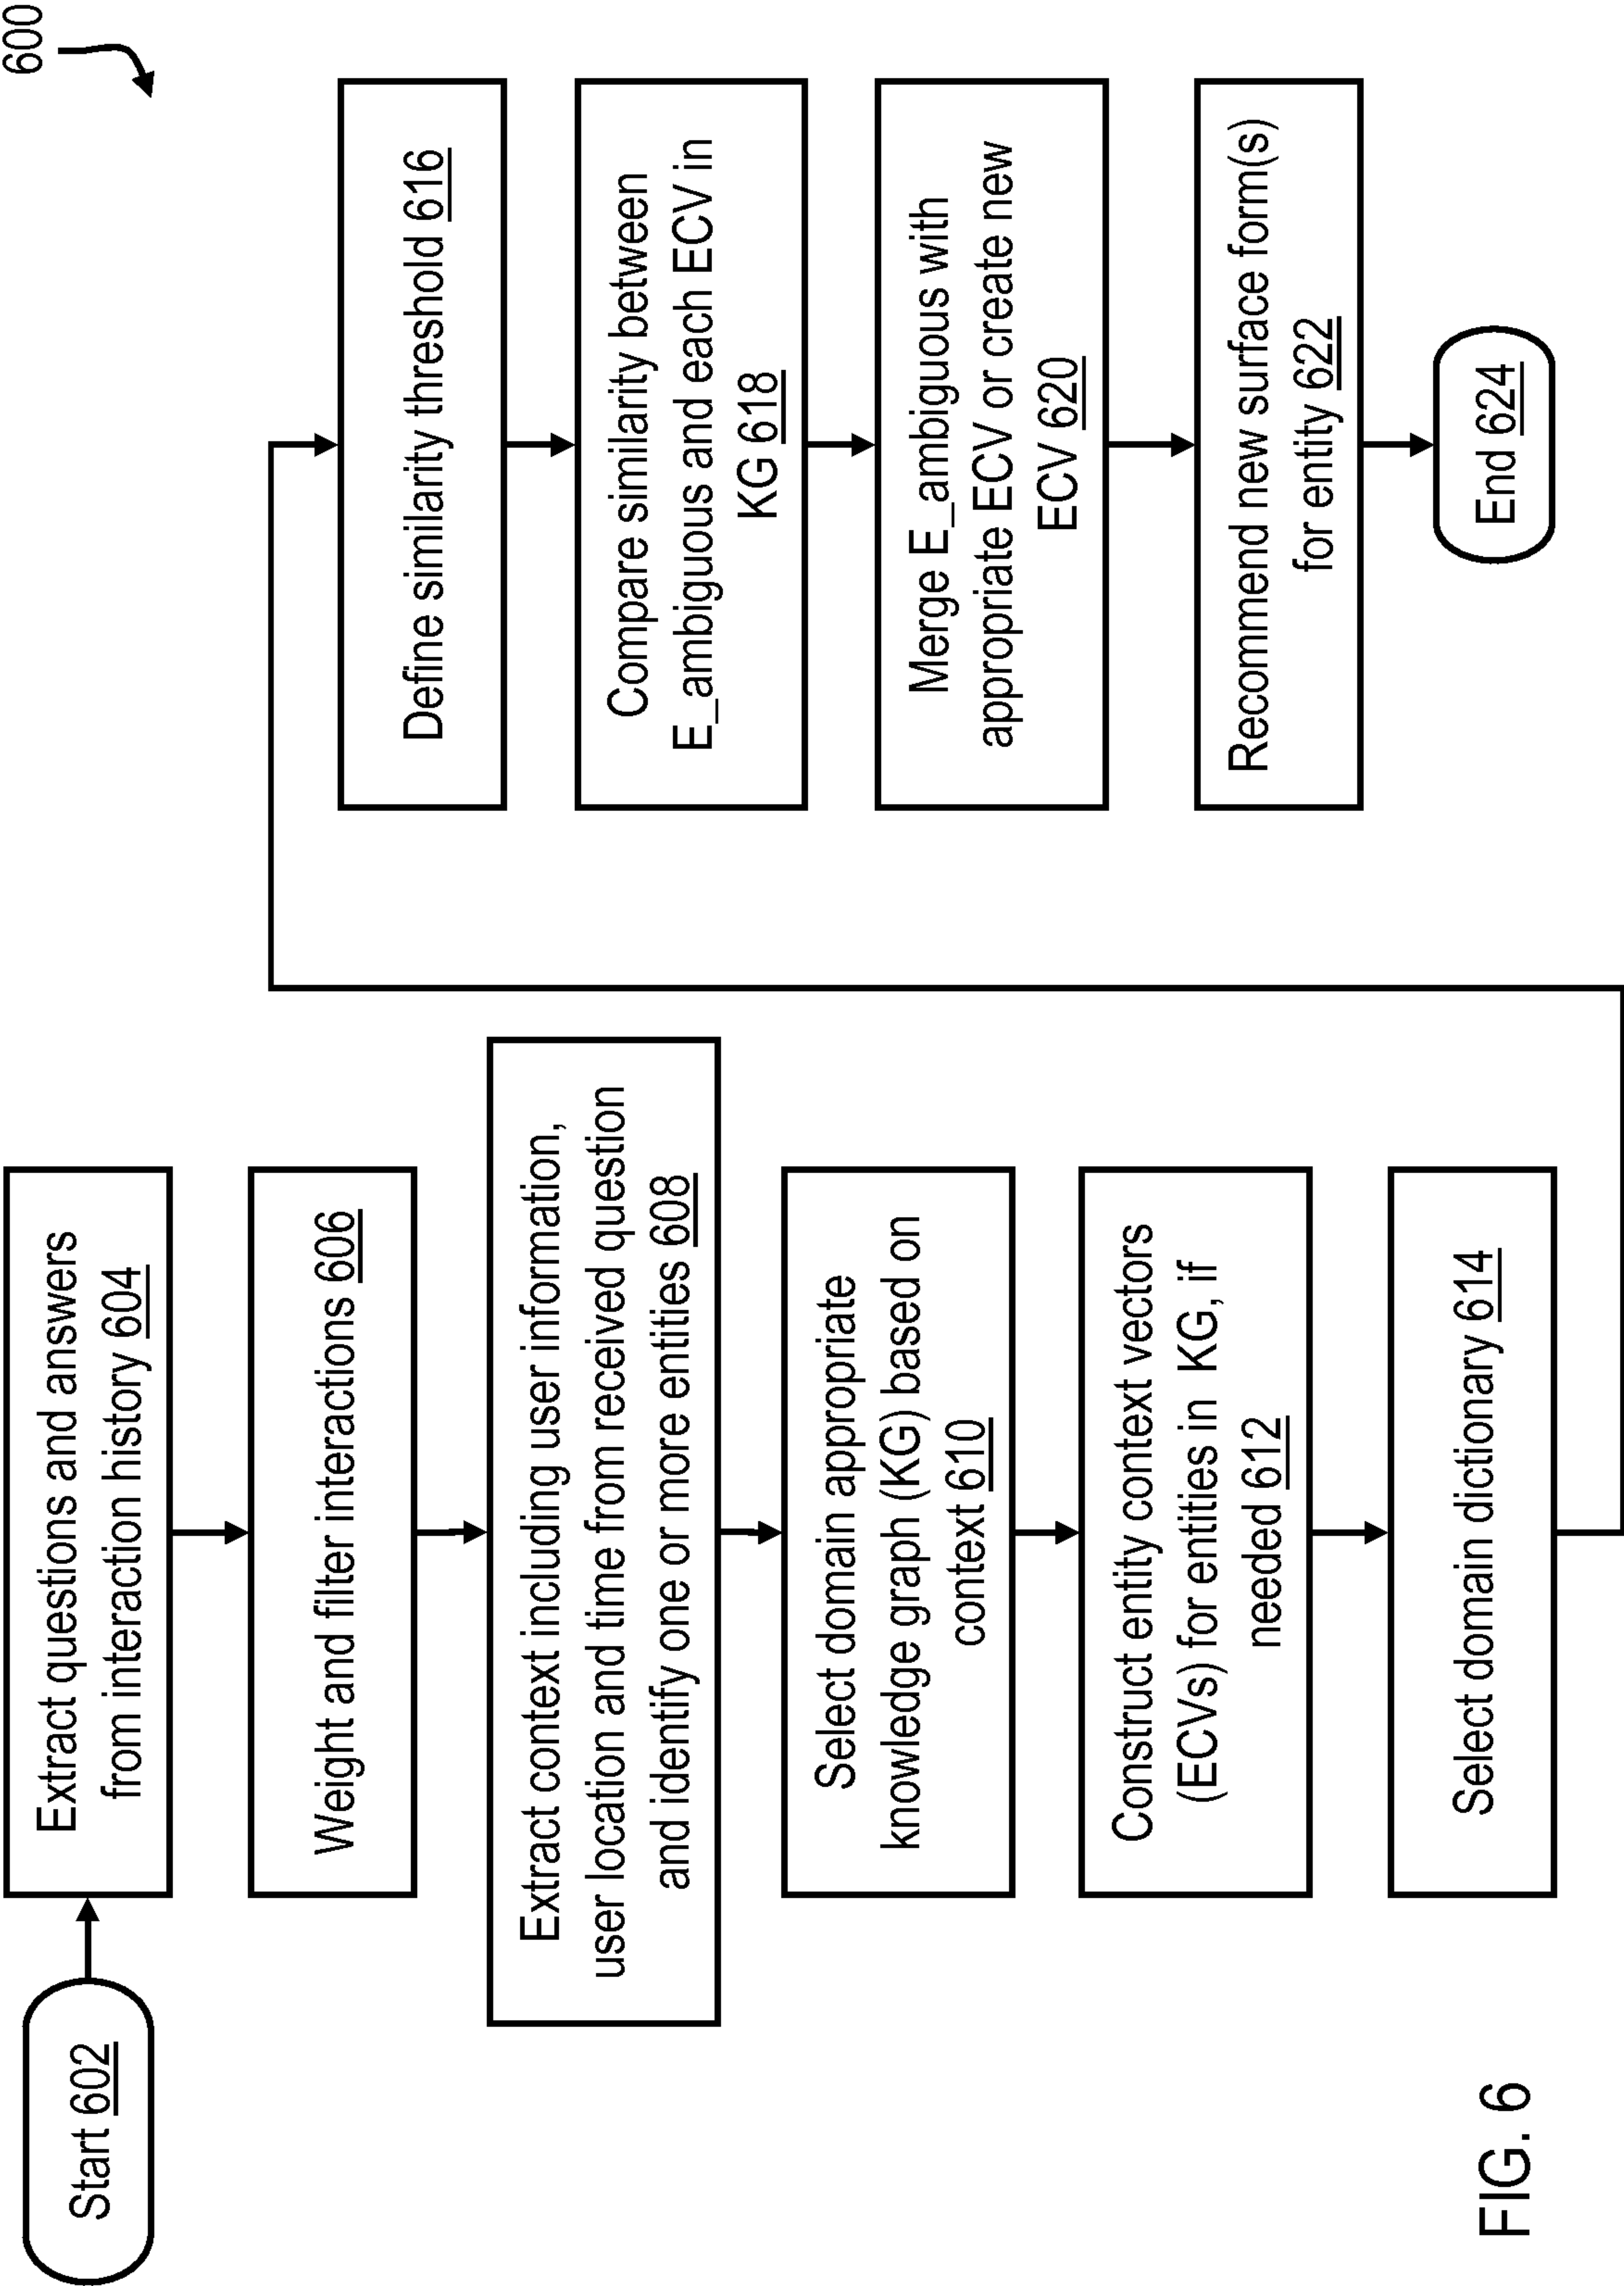 600
Start 602
Extract questions and answers
from interaction history 604
Weight and filter interactions 606
Extract context including user information,
user location and time from received question
and identify one or more entities 608
Select domain appropriate
knowledge graph (KG) based on
context 610
Construct entity context vectors
(ECVs) for entities in KG, if
needed 612
Select domain dictionary 614
Define similarity threshold 616
Compare similarity between
E_ambiguous and each ECV in
KG 618
Merge E_ambiguous with
appropriate ECV or create new
ECV 620
Recommend new surface form(s)
for entity 622
End 624
FIG. 6